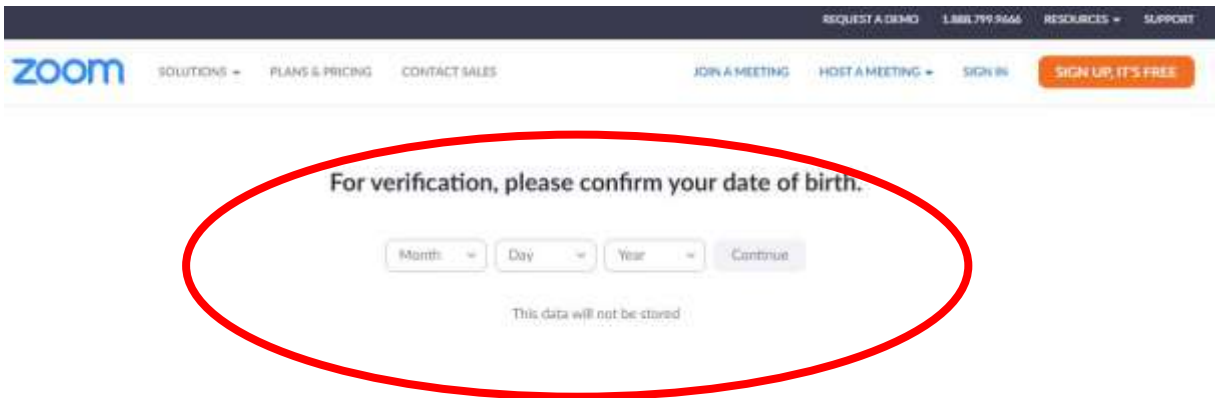 REQUEST A DEMO 1.888.799.9666 RESOURCES SUPPORT
zoom SOLUTIONS PLANS & PRICING CONTACT SALES JOIN A MEETING HOST A MEETING SIGN IN SIGN UP, IT'S FREE
For verification, please confirm your date of birth.
Month Day Year Continue
This data will not be stored